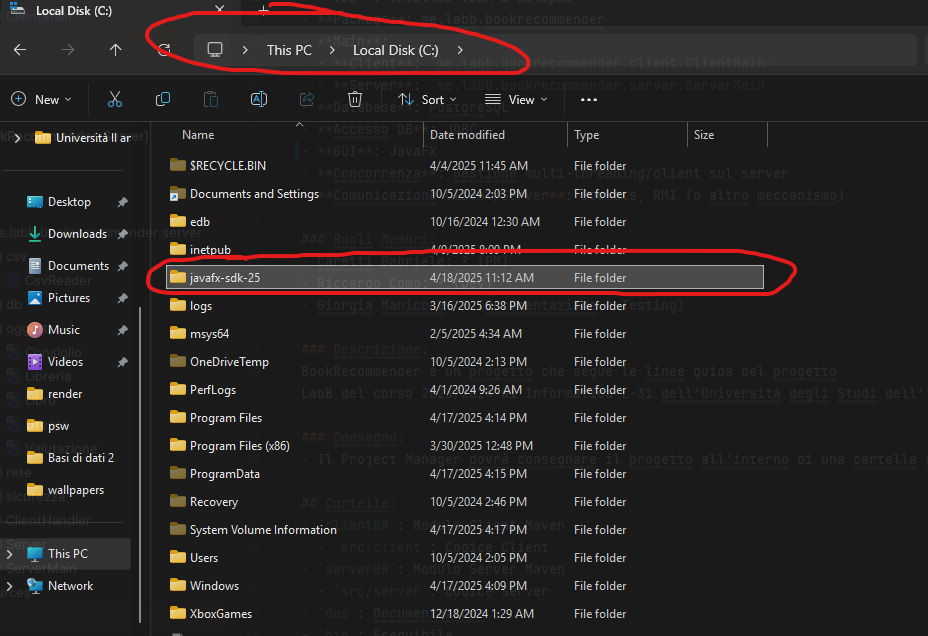 Local Disk (C:)
This PC
Local Disk (C:)
New
Sort
View
Name
Date modified
Type
Size
Università II an
Desktop
Downloads
Documents
Pictures
Music
Videos
render
psw
Basi di dati 2
wallpapers
This PC
Network
$RECYCLE.BIN 4/4/2025 11:45 AM File folder
Documents and Settings 10/5/2024 2:03 PM File folder
edb 10/16/2024 12:30 AM File folder
inetpub 4/9/2025 8:09 PM File folder
javafx-sdk-25 4/18/2025 11:12 AM File folder
logs 3/16/2025 6:38 PM File folder
msys64 2/5/2025 4:34 AM File folder
OneDriveTemp 10/5/2024 2:13 PM File folder
PerfLogs 4/1/2024 9:26 AM File folder
Program Files 4/17/2025 4:14 PM File folder
Program Files (x86) 3/30/2025 12:48 PM File folder
ProgramData 4/17/2025 4:15 PM File folder
Recovery 10/5/2024 2:46 PM File folder
System Volume Information 4/17/2025 4:17 PM File folder
Users 10/5/2024 2:05 PM File folder
Windows 4/17/2025 4:09 PM File folder
XboxGames 12/18/2024 1:29 AM File folder
me.labb.bookrecommender
**Main**:
**Client**: `me.labb.bookrecommender.client.ClientMain`
**Server**: `me.labb.bookrecommender.server.ServerMain`
**Database**: PostgreSQL
**Accesso DB**:
**GUI**: JavaFX
**Concorrenza**: Gestione multi-threading/client sul server
RMI (o altro meccanismo)
### Ruoli Membri
### Descrizione:
BookRecommender è un progetto che segue le linee guida del progetto
dell'Università degli Studi dell'
### Consegna:
- Il Project Manager dovrà consegnare il progetto all'interno di una cartella
## Cartelle:
- `clientBR`: Modulo Client Maven
- `src/client`: Codice Client
- `serverBR`: Modulo Server Maven
- `src/server`: Codice Server
- `doc`: Documentazione
- `bin`: Eseguibile
CsvReader
Libreria
Valutazione
ClientHandler
ServerMain